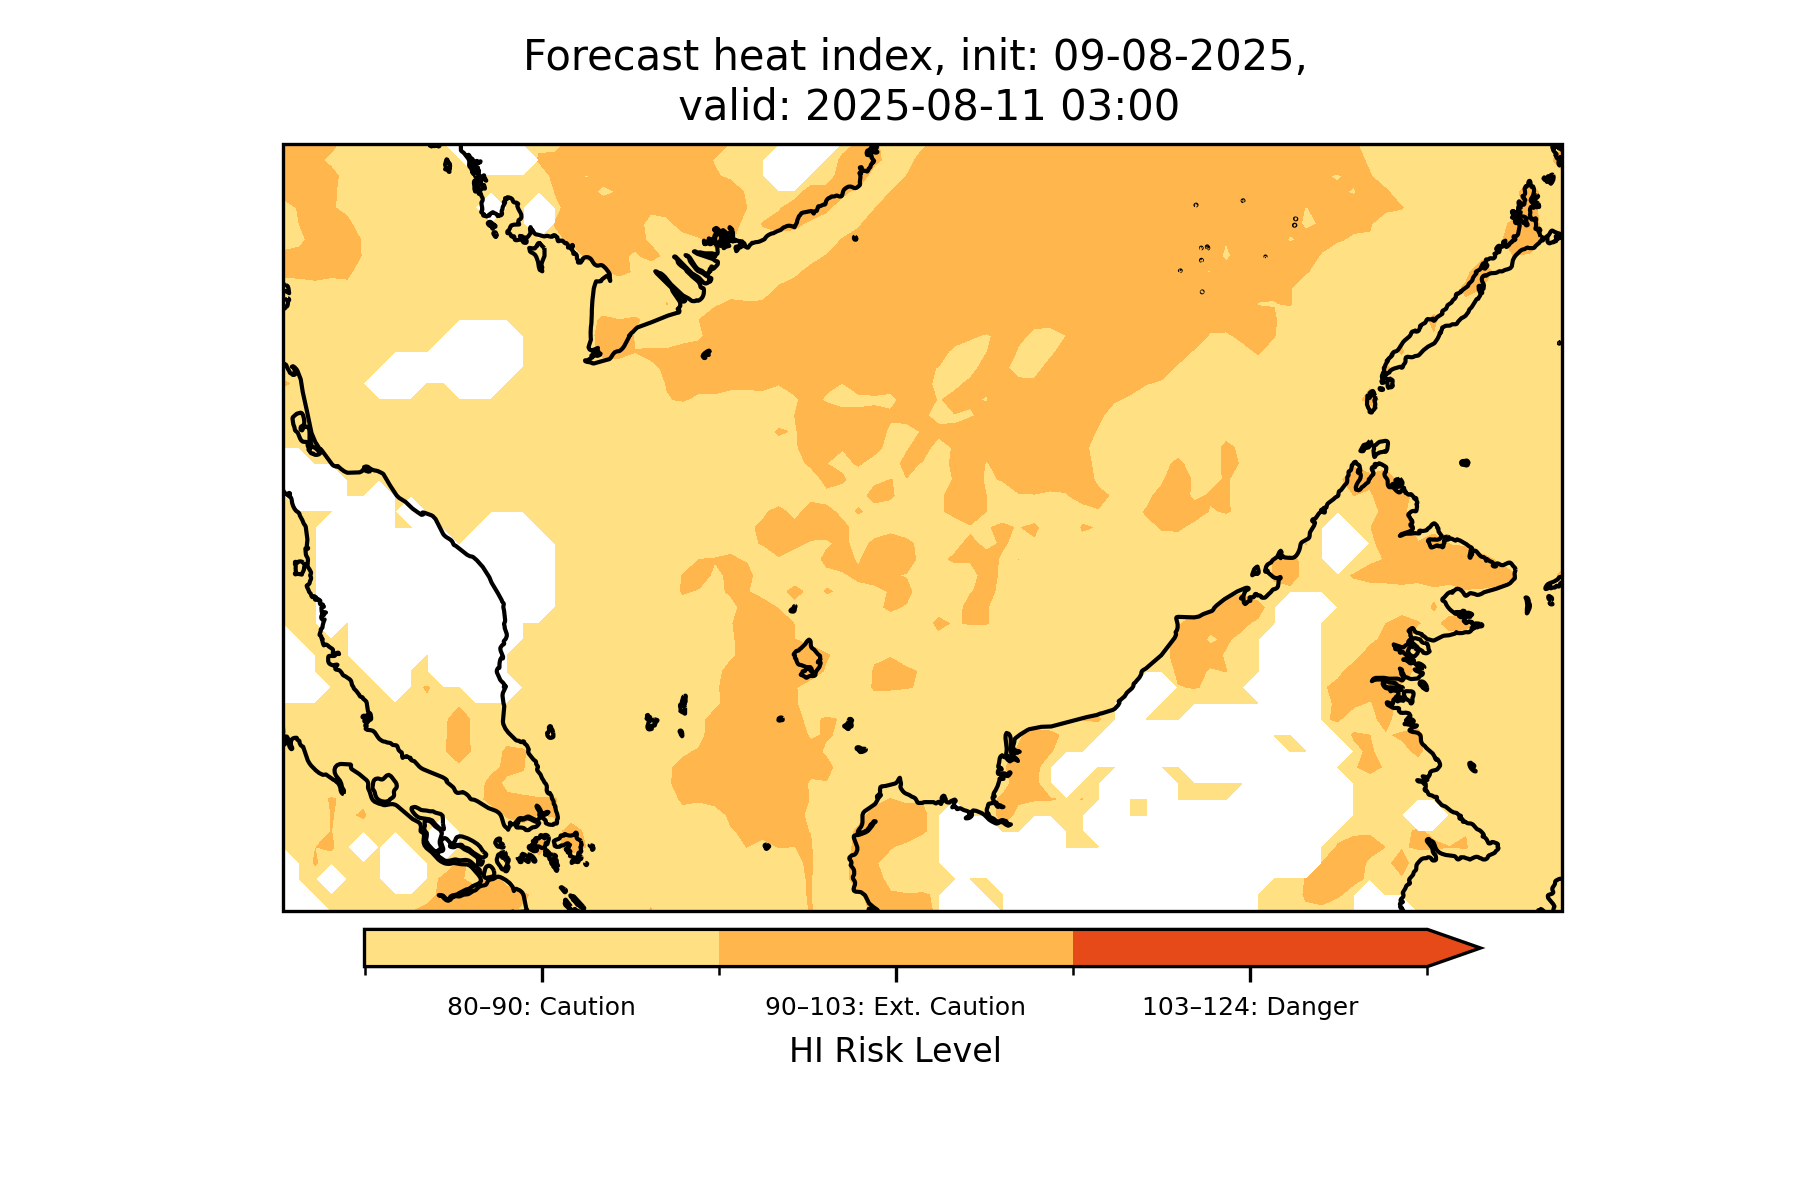 Forecast heat index, init: 09-08-2025,
valid: 2025-08-11 03:00
80–90: Caution
90–103: Ext. Caution
103–124: Danger
HI Risk Level